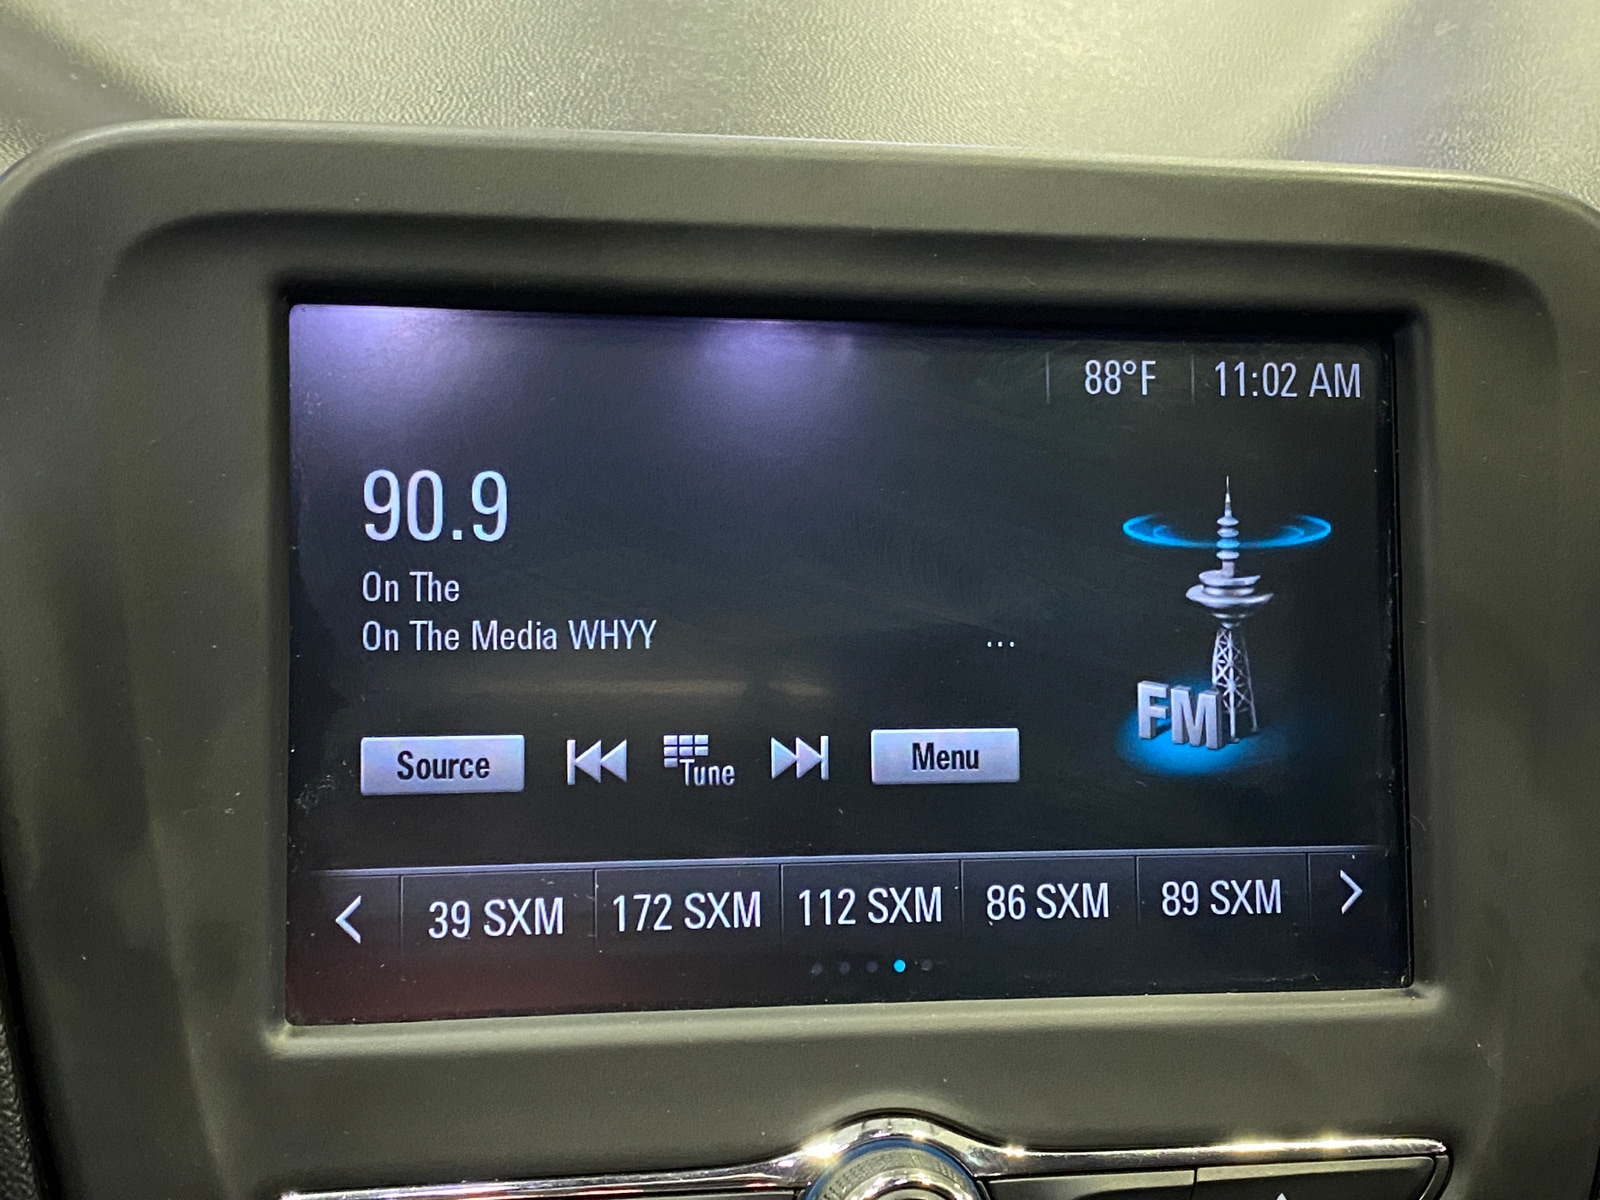 88°F 11:02 AM
90.9
On The
On The Media WHYY ...
FM
Source Tune Menu
39 SXM 172 SXM 112 SXM 86 SXM 89 SXM